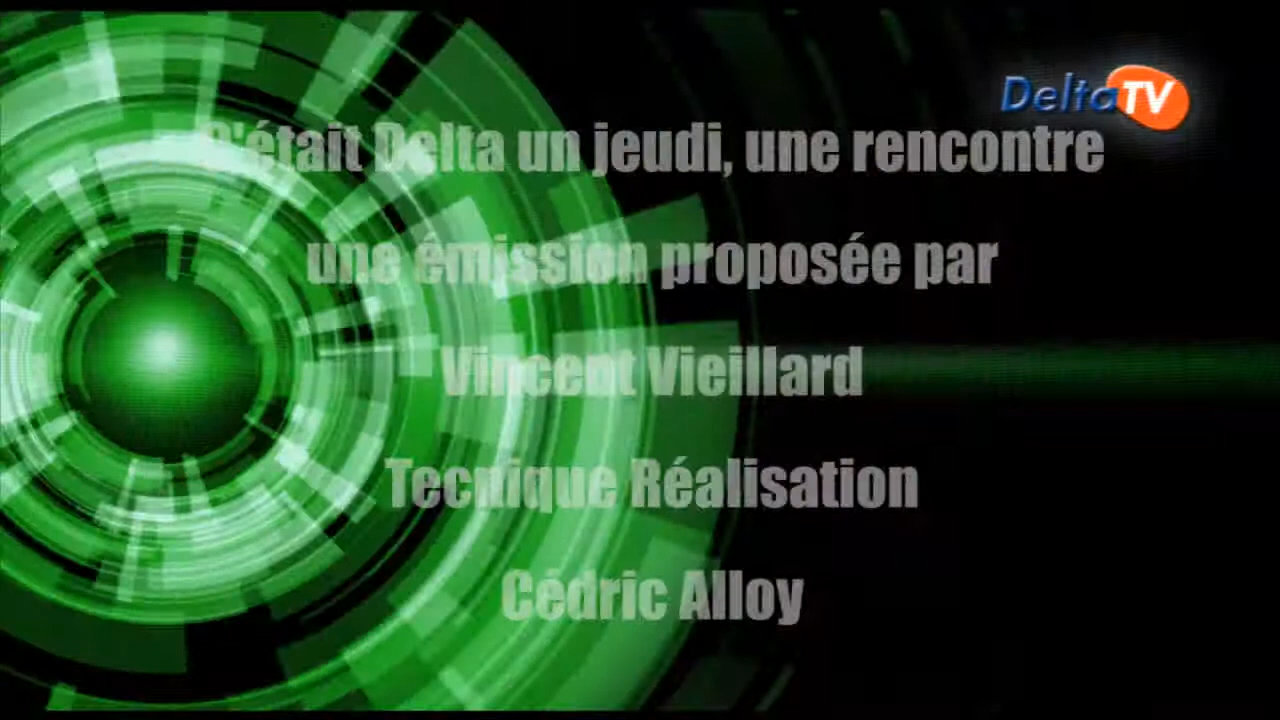 DeltaTV
C'était Delta un jeudi, une rencontre
une émission proposée par
Vincent Vieillard
Tecnique Réalisation
Cédric Alloy